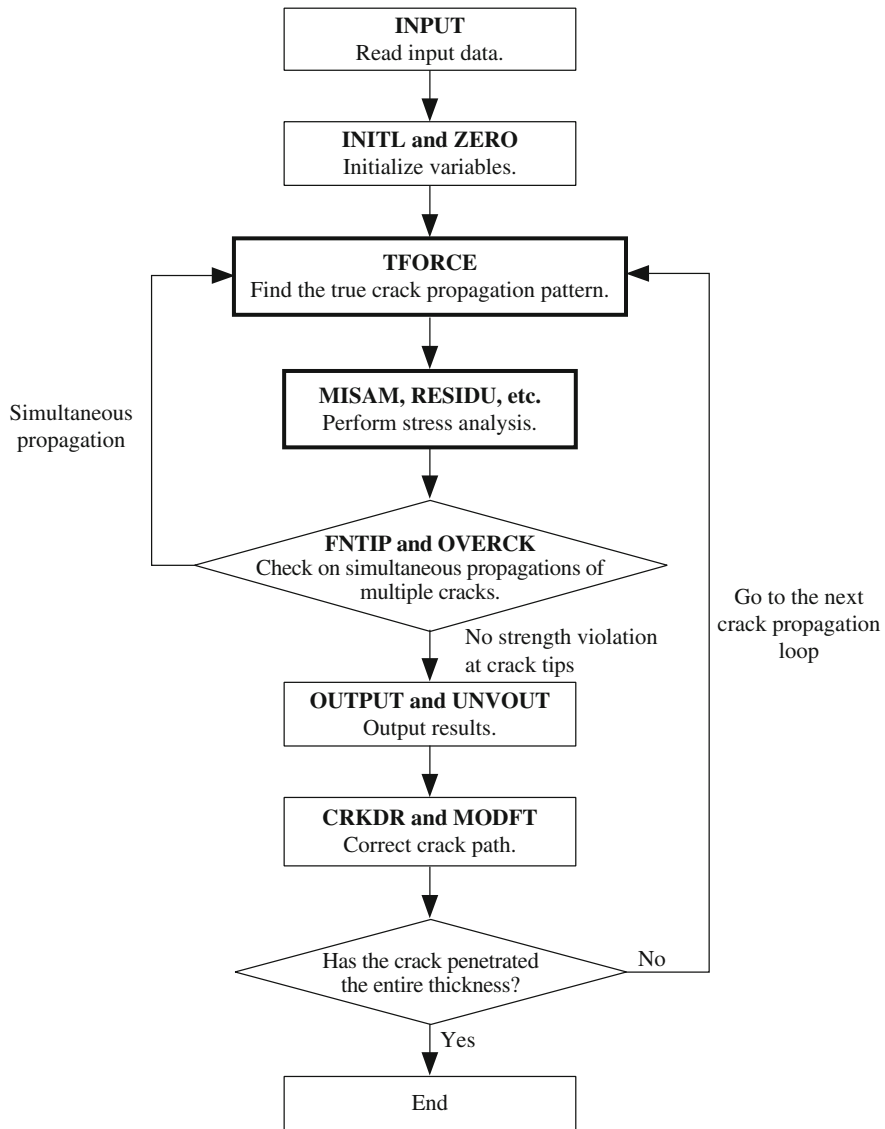 INPUT
Read input data.
INITL and ZERO
Initialize variables.
TFORCE
Find the true crack propagation pattern.
MISAM, RESIDU, etc.
Perform stress analysis.
Simultaneous
propagation
FNTIP and OVERCK
Check on simultaneous propagations of
multiple cracks.
Go to the next
crack propagation
loop
No strength violation
at crack tips
OUTPUT and UNVOUT
Output results.
CRKDR and MODFT
Correct crack path.
Has the crack penetrated
the entire thickness?
No
Yes
End